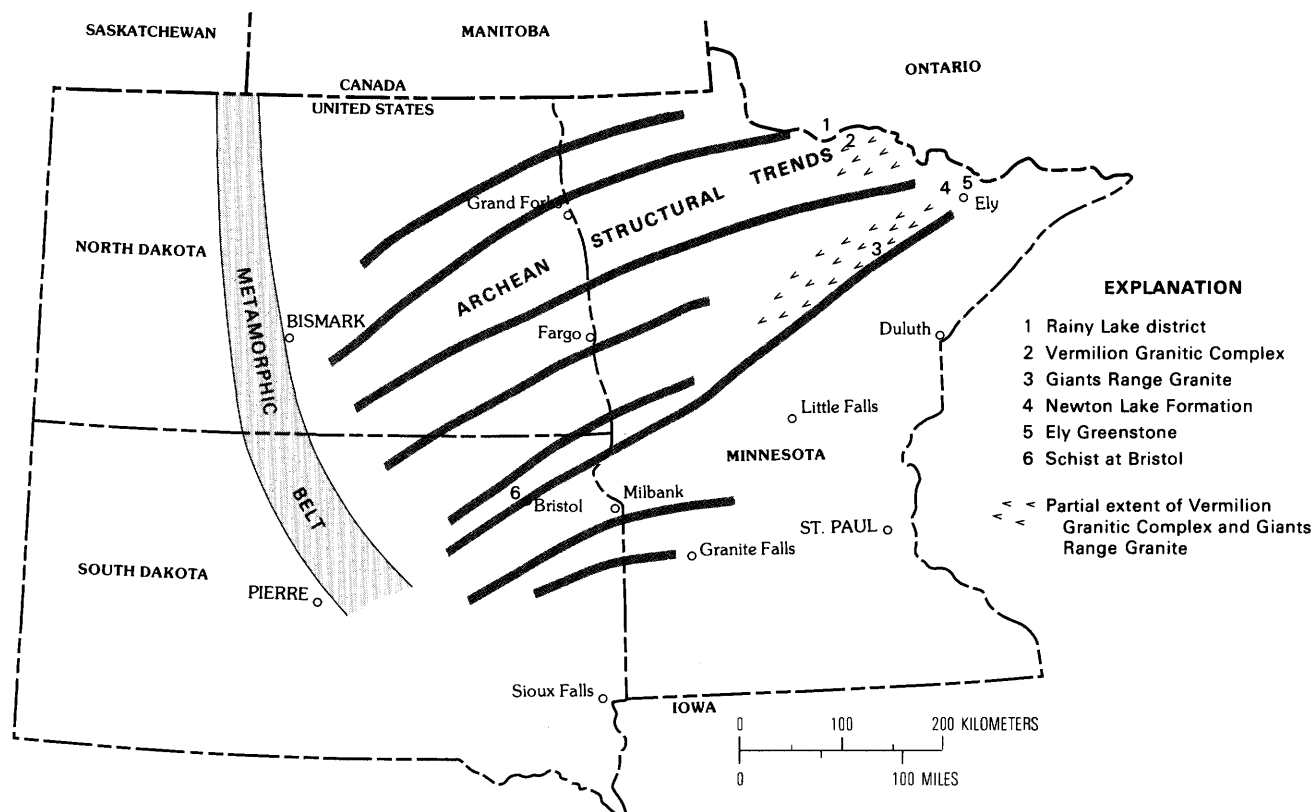 SASKATCHEWAN
MANITOBA
ONTARIO
CANADA
UNITED STATES
1
2
4
5
Ely
3
ARCHEAN STRUCTURAL TRENDS
Grand Forks
NORTH DAKOTA
METAMORPHIC
BELT
BISMARK
Fargo
Duluth
Little Falls
MINNESOTA
6
Bristol
Milbank
ST. PAUL
Granite Falls
SOUTH DAKOTA
PIERRE
Sioux Falls
IOWA
EXPLANATION
1 Rainy Lake district
2 Vermilion Granitic Complex
3 Giants Range Granite
4 Newton Lake Formation
5 Ely Greenstone
6 Schist at Bristol
Partial extent of Vermilion
Granitic Complex and Giants
Range Granite
0 100 200 KILOMETERS
0 100 MILES